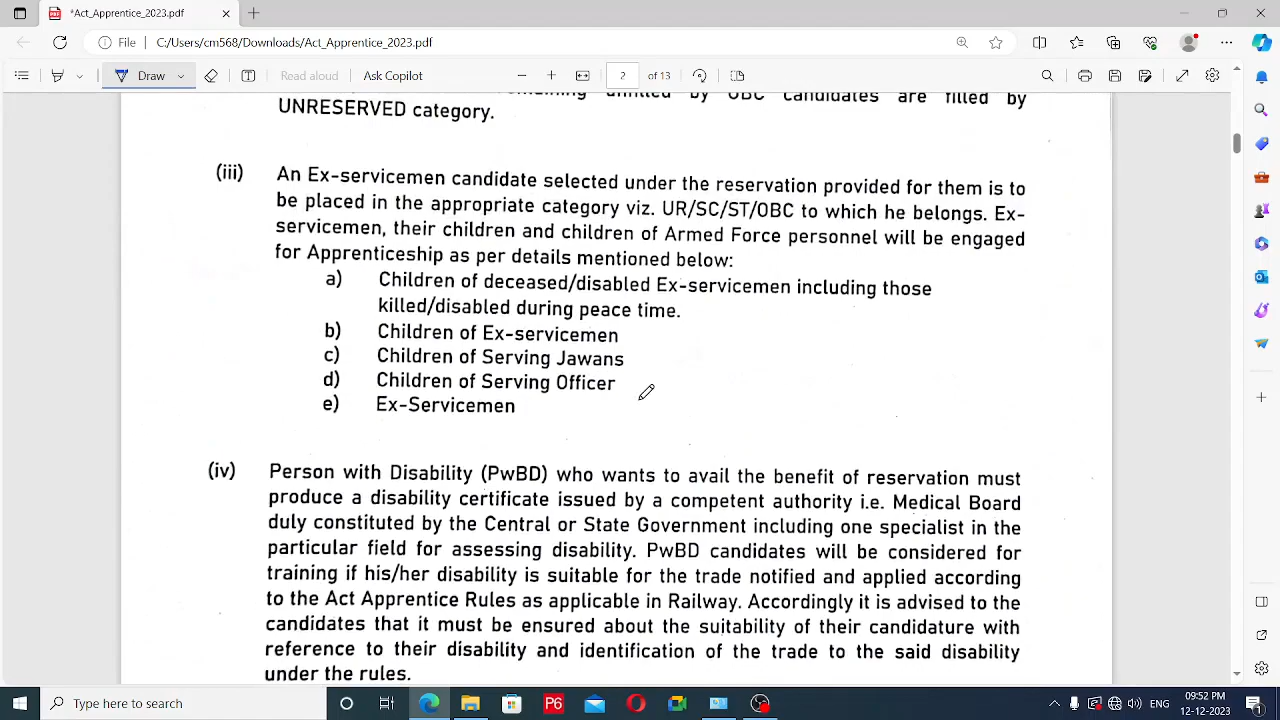 *Act_Apprentice_2023.pdf
File C:/Users/cm568/Downloads/Act_Apprentice_2023.pdf
Draw Read aloud Ask Copilot 2 of 13
unfilled by OBC candidates are filled by
UNRESERVED category.
(iii) An Ex-servicemen candidate selected under the reservation provided for them is to
be placed in the appropriate category viz. UR/SC/ST/OBC to which he belongs. Ex-
servicemen, their children and children of Armed Force personnel will be engaged
for Apprenticeship as per details mentioned below:
a) Children of deceased/disabled Ex-servicemen including those
killed/disabled during peace time.
b) Children of Ex-servicemen
c) Children of Serving Jawans
d) Children of Serving Officer
e) Ex-Servicemen
(iv) Person with Disability (PwBD) who wants to avail the benefit of reservation must
produce a disability certificate issued by a competent authority i.e. Medical Board
duly constituted by the Central or State Government including one specialist in the
particular field for assessing disability. PwBD candidates will be considered for
training if his/her disability is suitable for the trade notified and applied according
to the Act Apprentice Rules as applicable in Railway. Accordingly it is advised to the
candidates that it must be ensured about the suitability of their candidature with
reference to their disability and identification of the trade to the said disability
under the rules.
Type here to search P6 ENG 09:52 PM
12-12-2023